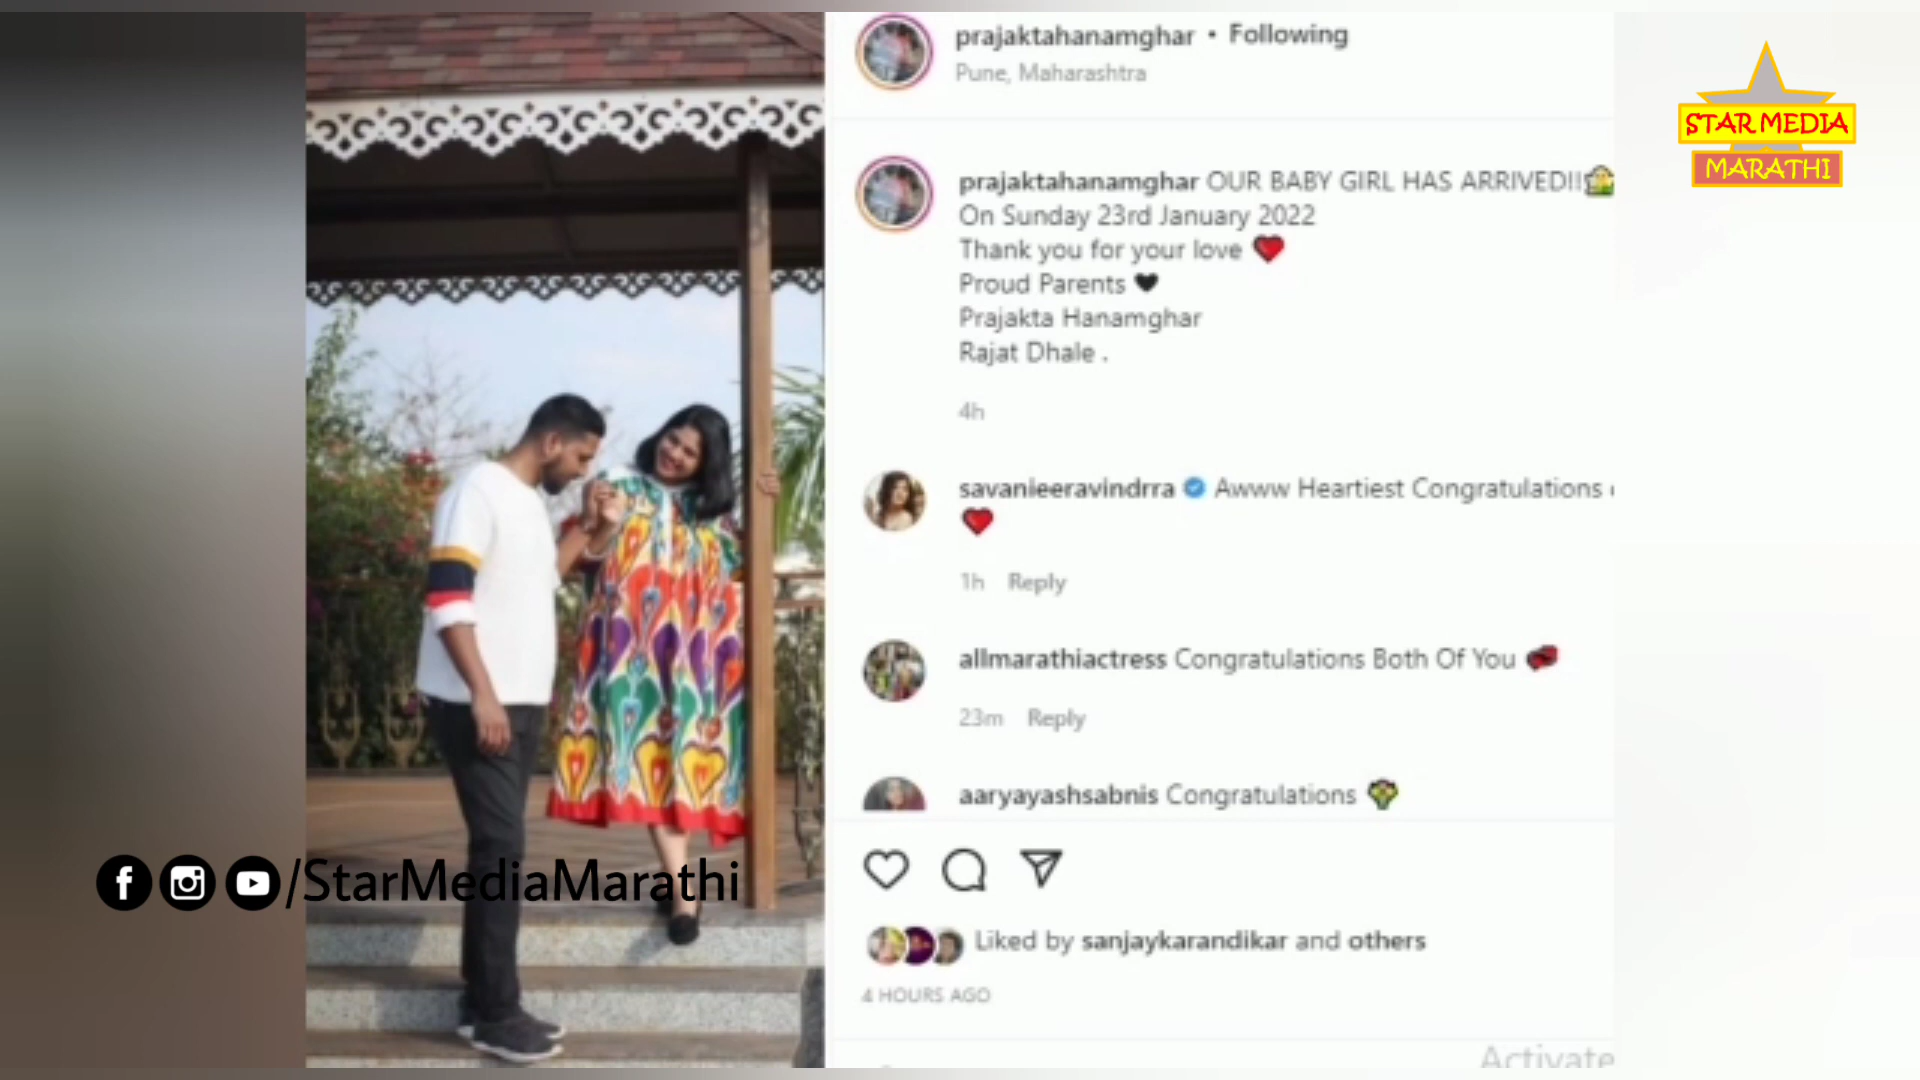 prajaktahanamghar • Following
Pune, Maharashtra
STAR MEDIA
MARATHI
prajaktahanamghar OUR BABY GIRL HAS ARRIVED!!
On Sunday 23rd January 2022
Thank you for your love ❤️
Proud Parents 🖤
Prajakta Hanamghar
Rajat Dhale .
4h
savanieeravindrra Awww Heartiest Congratulations
❤️
1h Reply
allmarathiactress Congratulations Both Of You
23m Reply
aaryayashsabnis Congratulations 💐
/StarMediaMarathi
Liked by sanjaykarandikar and others
4 HOURS AGO
Activate